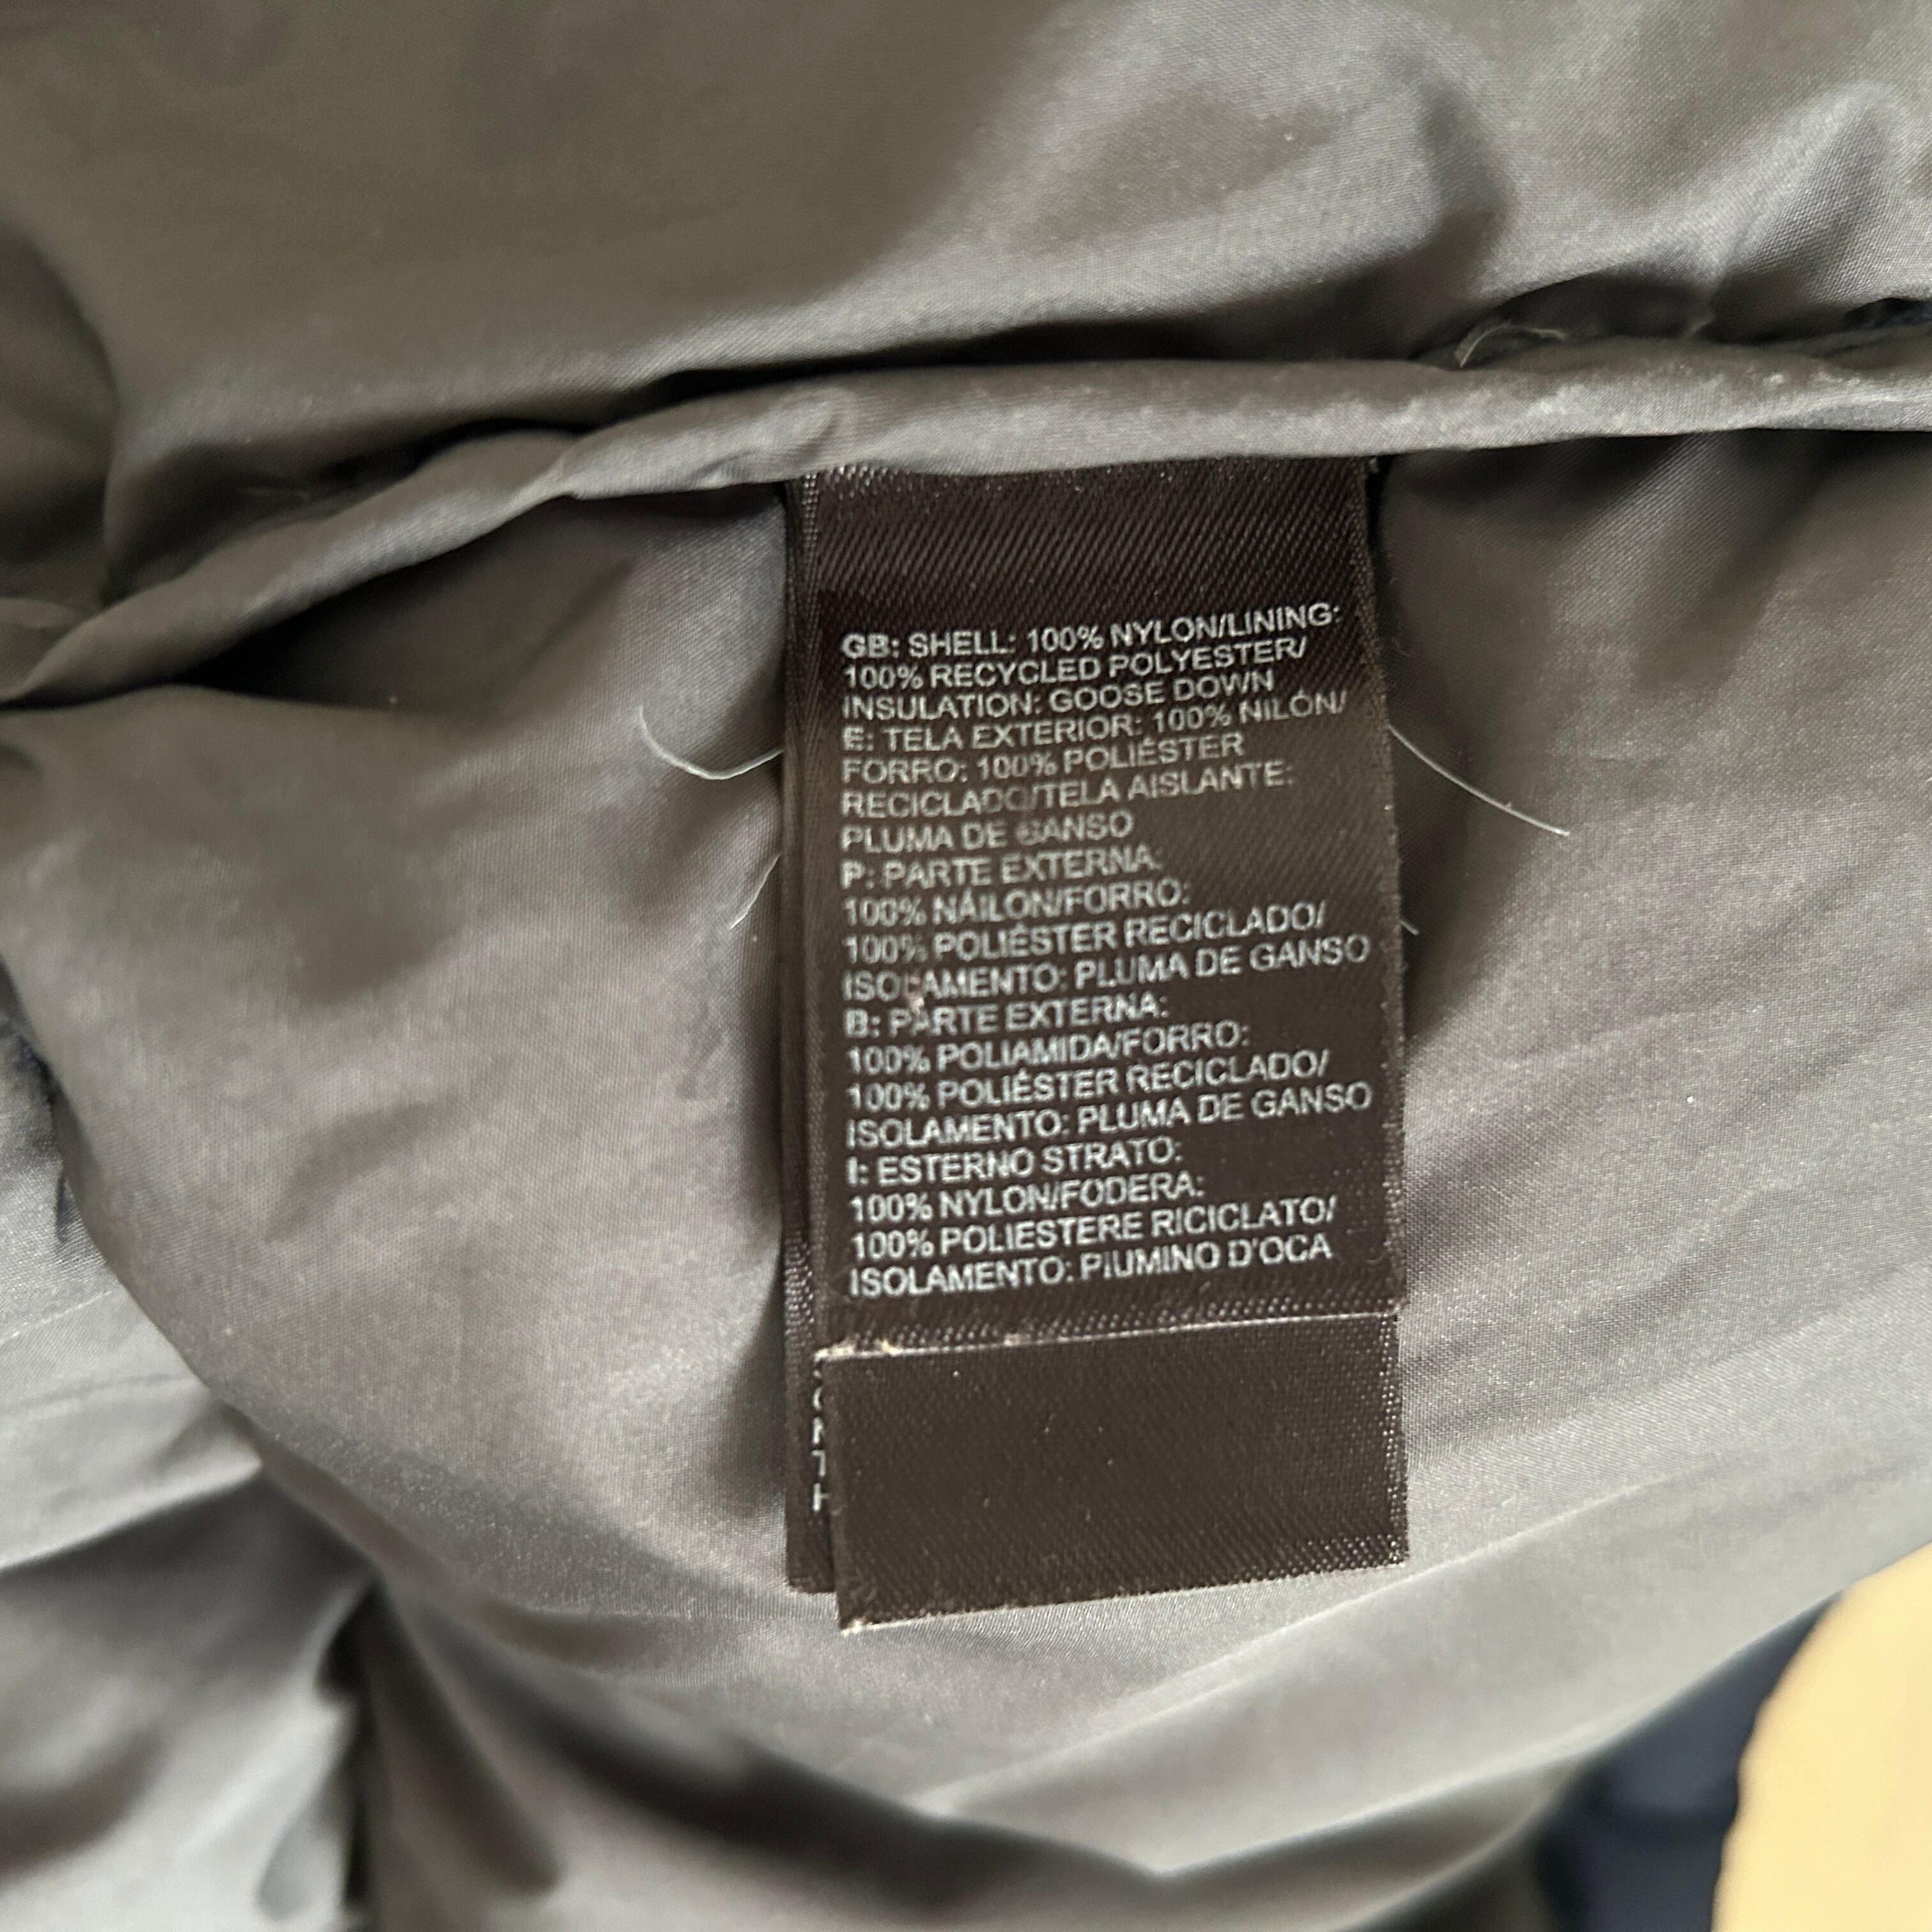 GB: SHELL: 100% NYLON/LINING:
100% RECYCLED POLYESTER/
INSULATION: GOOSE DOWN
E: TELA EXTERIOR: 100% NILÓN/
FORRO: 100% POLIÉSTER
RECICLADO/TELA AISLANTE:
PLUMA DE GANSO
P: PARTE EXTERNA:
100% NÁILON/FORRO:
100% POLIÉSTER RECICLADO/
ISOLAMENTO: PLUMA DE GANSO
B: PARTE EXTERNA:
100% POLIAMIDA/FORRO:
100% POLIÉSTER RECICLADO/
ISOLAMENTO: PLUMA DE GANSO
I: ESTERNO STRATO:
100% NYLON/FODERA:
100% POLIESTERE RICICLATO/
ISOLAMENTO: PIUMINO D'OCA